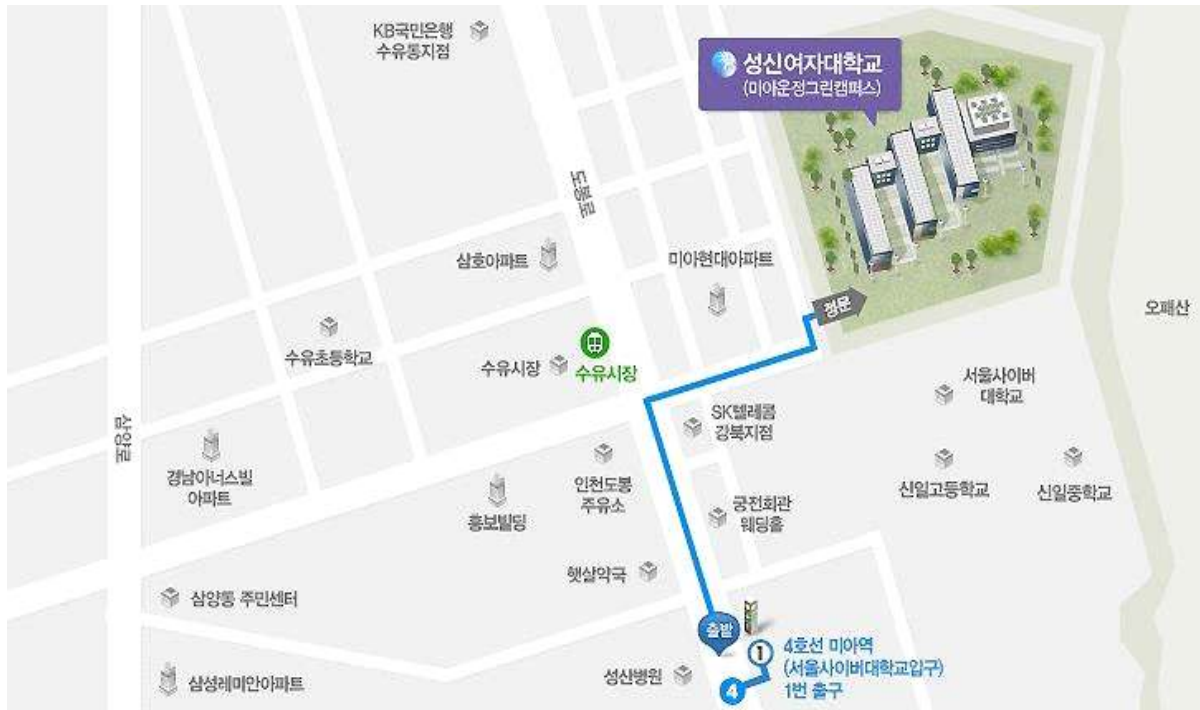 KB국민은행
수유동지점
성신여자대학교
(미아운정그린캠퍼스)
도봉로
삼호아파트
미아현대아파트
정문
오패산
수유초등학교
수유시장
수유시장
서울사이버
대학교
SK텔레콤
강북지점
삼양로
경남아너스빌
아파트
홍보빌딩
인천도봉
주유소
신일고등학교
신일중학교
궁전회관
웨딩홀
햇살약국
삼양동 주민센터
출발
1
4호선 미아역
(서울사이버대학교입구)
1번 출구
성산병원
4
삼성레미안아파트